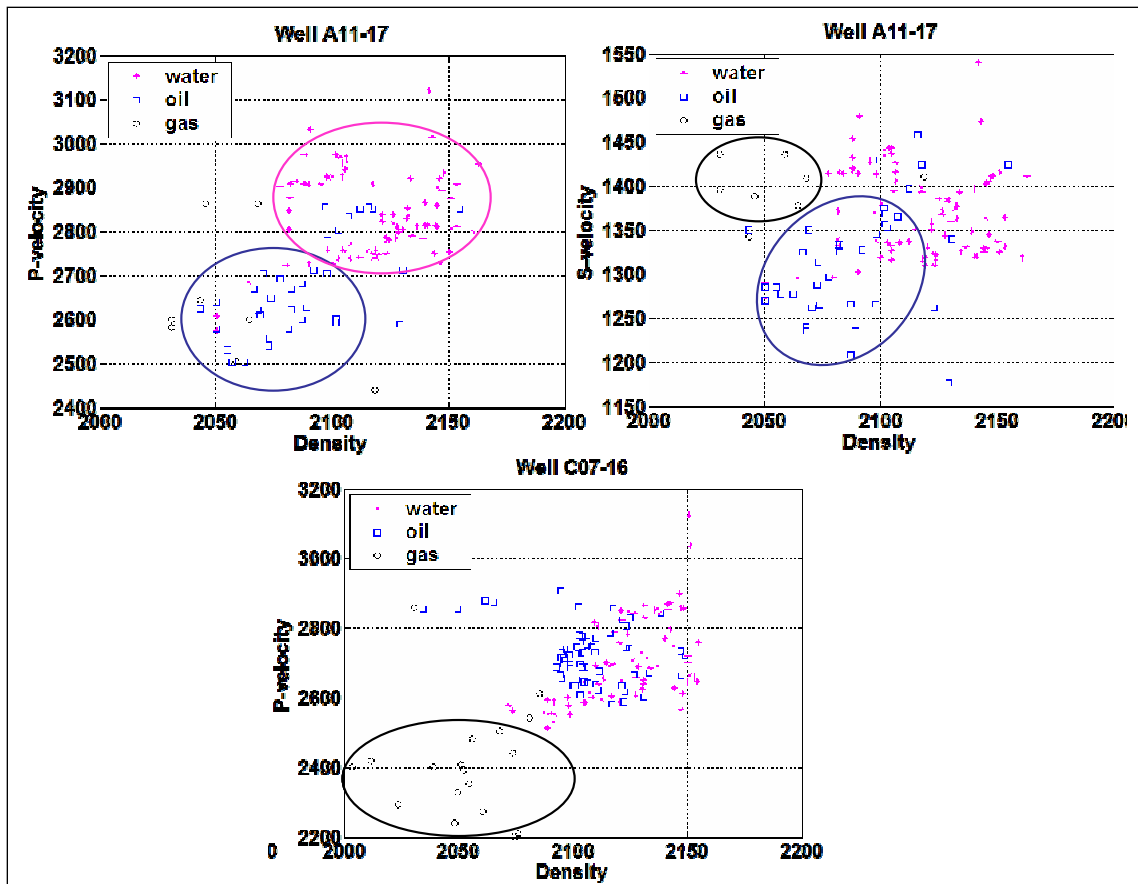 Well A11-17
3200
3100
3000
2900
2800
2700
2600
2500
2400
P-velocity
water
oil
gas
2000
2050
2100
2150
2200
Density
Well A11-17
1550
1500
1450
1400
1350
1300
1250
1200
1150
S-velocity
water
oil
gas
2000
2050
2100
2150
220
Density
Well C07-16
3200
3000
2800
2600
2400
2200
P-velocity
water
oil
gas
0
2000
2050
2100
2150
2200
Density